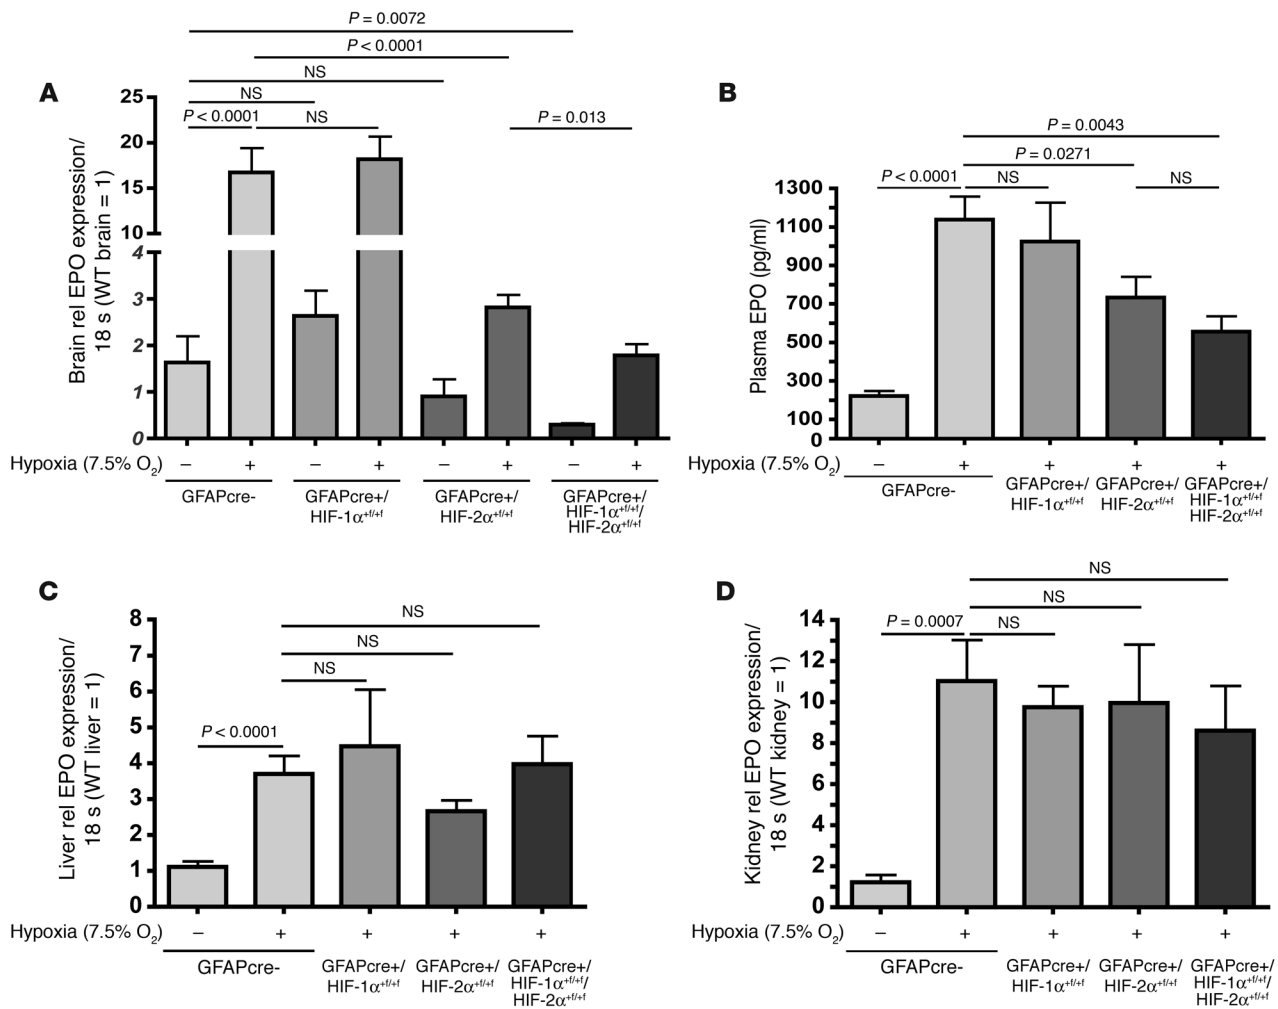 P = 0.0072
P < 0.0001
NS
A
NS
25
P < 0.0001
NS
P = 0.013
20
15
10
4
3
2
1
0
Brain rel EPO expression/
18 s (WT brain = 1)
Hypoxia (7.5% O₂)
− + − + − + − +
GFAPcre-
GFAPcre+/
HIF-1α+f/+f
GFAPcre+/
HIF-2α+f/+f
GFAPcre+/
HIF-1α+f/+f/
HIF-2α+f/+f
B
P = 0.0043
P = 0.0271
P < 0.0001
NS
NS
1300
1100
900
700
500
300
100
0
Plasma EPO (pg/ml)
Hypoxia (7.5% O₂)
− + + + +
GFAPcre-
GFAPcre+/
HIF-1α+f/+f
GFAPcre+/
HIF-2α+f/+f
GFAPcre+/
HIF-1α+f/+f
HIF-2α+f/+f
C
NS
NS
NS
P < 0.0001
8
7
6
5
4
3
2
1
0
Liver rel EPO expression/
18 s (WT liver = 1)
Hypoxia (7.5% O₂)
− + + + +
GFAPcre-
GFAPcre+/
HIF-1α+f/+f
GFAPcre+/
HIF-2α+f/+f
GFAPcre+/
HIF-1α+f/+f/
HIF-2α+f/+f
D
NS
NS
P = 0.0007
NS
14
12
10
8
6
4
2
0
Kidney rel EPO expression/
18 s (WT kidney = 1)
Hypoxia (7.5% O₂)
− + + + +
GFAPcre-
GFAPcre+/
HIF-1α+f/+f
GFAPcre+/
HIF-2α+f/+f
GFAPcre+/
HIF-1α+f/+f/
HIF-2α+f/+f